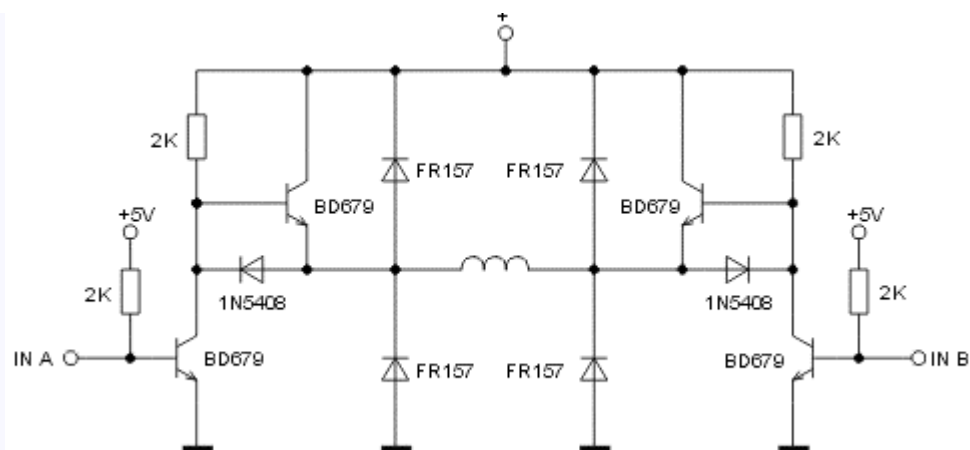 +
2K
FR157
FR157
2K
BD679
BD679
+5V
+5V
2K
1N5408
1N5408
2K
IN A
BD679
FR157
FR157
BD679
IN B